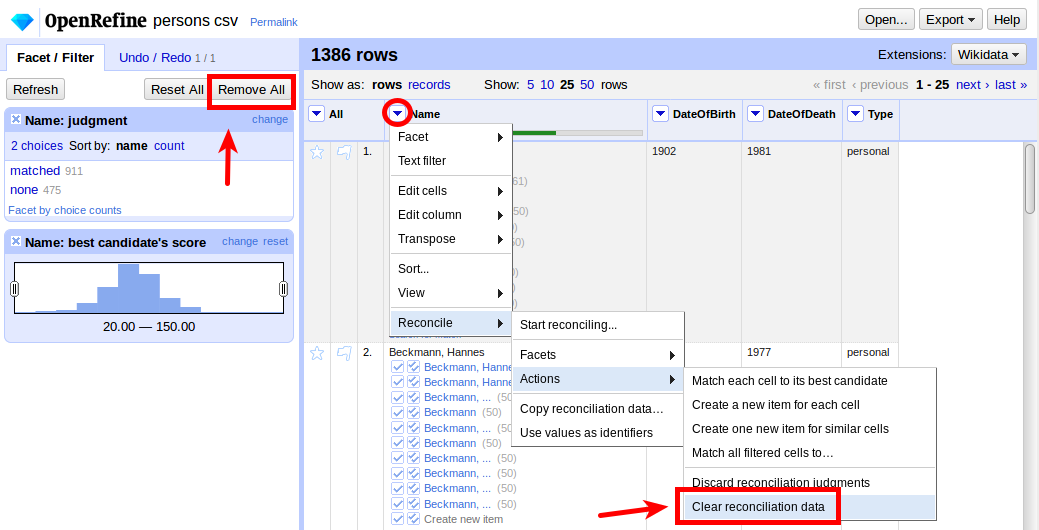 OpenRefine persons csv Permalink
Open... Export Help
Facet / Filter Undo / Redo 1 / 1
1386 rows
Extensions: Wikidata
Refresh Reset All Remove All
Show as: rows records Show: 5 10 25 50 rows
« first ‹ previous 1 - 25 next › last »
Name: judgment change
2 choices Sort by: name count
matched 911
none 475
Facet by choice counts
Name: best candidate's score change reset
20.00 — 150.00
All Name DateOfBirth DateOfDeath Type
1. 1902 1981 personal
61)
50)
)
50)
)
)
)
Facet
Text filter
Edit cells
Edit column
Transpose
Sort...
View
Reconcile
Start reconciling...
Facets
Actions
Copy reconciliation data…
Use values as identifiers
Match each cell to its best candidate
Create a new item for each cell
Create one new item for similar cells
Match all filtered cells to…
Discard reconciliation judgments
Clear reconciliation data
2. Beckmann, Hannes 1977 personal
Beckmann, Hanne
Beckmann, Hanne
Beckmann, ... (50
Beckmann (50)
Beckmann, ... (50
Beckmann (50)
Beckmann, ... (50)
Beckmann, ... (50)
Beckmann, ... (50)
Beckmann, ... (50)
Create new item